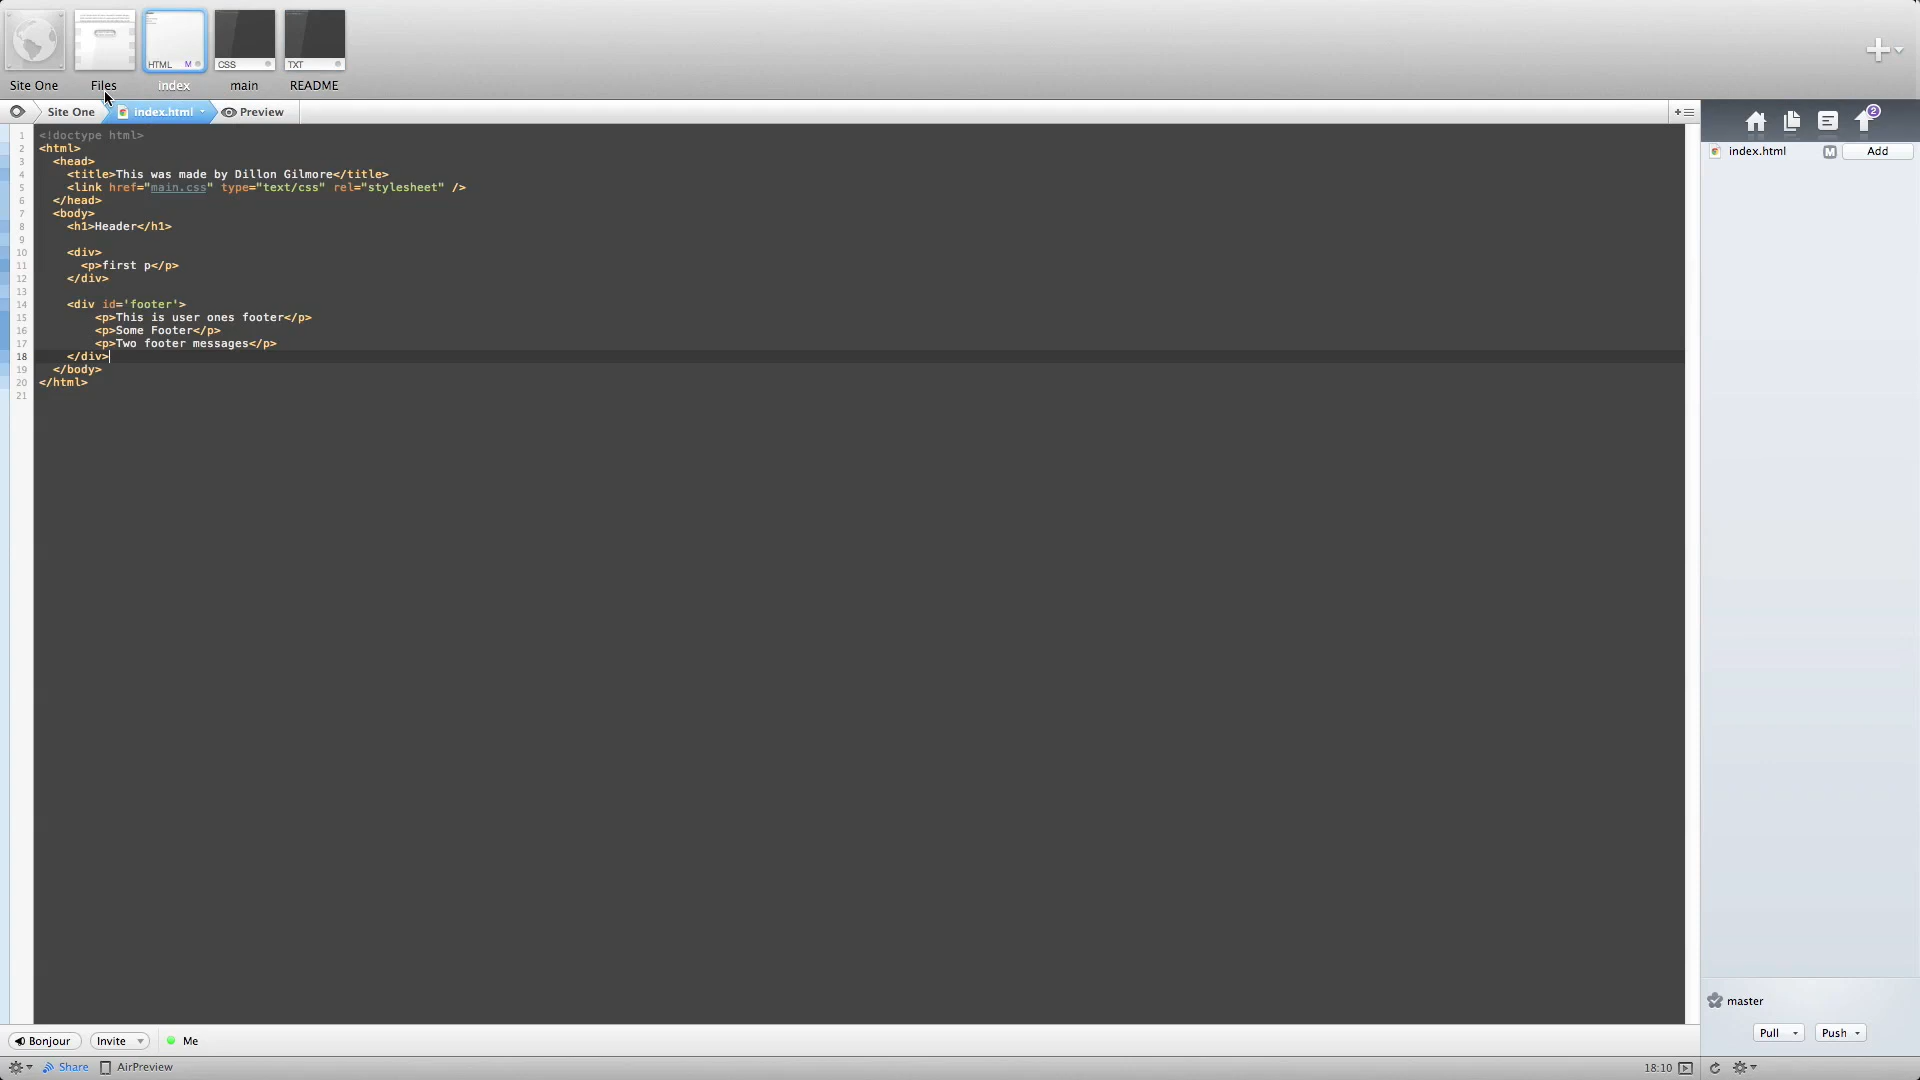 HTML M
CSS
TXT
Site One
Files
index
main
README
Site One
index.html
Preview
2
index.html M Add
1 <!doctype html>
2 <html>
3 <head>
4 <title>This was made by Dillon Gilmore</title>
5 <link href="main.css" type="text/css" rel="stylesheet" />
6 </head>
7 <body>
8 <h1>Header</h1>
9
10 <div>
11 <p>first p</p>
12 </div>
13
14 <div id='footer'>
15 <p>This is user ones footer</p>
16 <p>Some Footer</p>
17 <p>Two footer messages</p>
18 </div>
19 </body>
20 </html>
21
master
Pull
Push
Bonjour
Invite
Me
Share
AirPreview
18:10